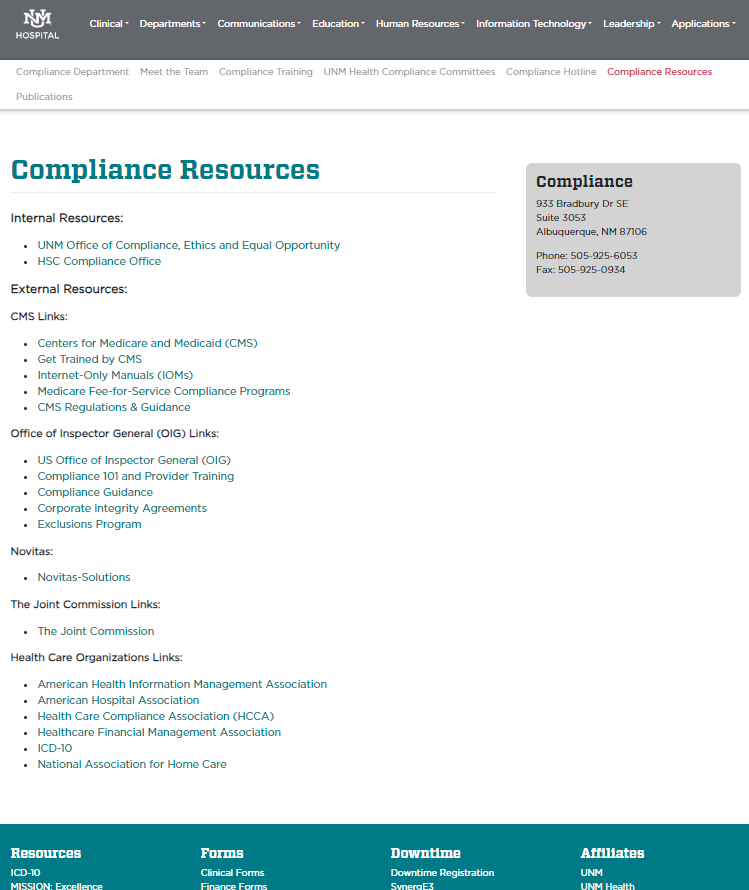 UNM
HOSPITAL
Clinical Departments Communications Education Human Resources Information Technology Leadership Applications
Compliance Department Meet the Team Compliance Training UNM Health Compliance Committees Compliance Hotline Compliance Resources
Publications
Compliance Resources
Internal Resources:
• UNM Office of Compliance, Ethics and Equal Opportunity
• HSC Compliance Office
External Resources:
CMS Links:
• Centers for Medicare and Medicaid (CMS)
• Get Trained by CMS
• Internet-Only Manuals (IOMs)
• Medicare Fee-for-Service Compliance Programs
• CMS Regulations & Guidance
Office of Inspector General (OIG) Links:
• US Office of Inspector General (OIG)
• Compliance 101 and Provider Training
• Compliance Guidance
• Corporate Integrity Agreements
• Exclusions Program
Novitas:
• Novitas-Solutions
The Joint Commission Links:
• The Joint Commission
Health Care Organizations Links:
• American Health Information Management Association
• American Hospital Association
• Health Care Compliance Association (HCCA)
• Healthcare Financial Management Association
• ICD-10
• National Association for Home Care
Compliance
933 Bradbury Dr SE
Suite 3053
Albuquerque, NM 87106
Phone: 505-925-6053
Fax: 505-925-0934
Resources Forms Downtime Affiliates
ICD-10 Clinical Forms Downtime Registration UNM
MISSION: Excellence Finance Forms SynergE3 UNM Health